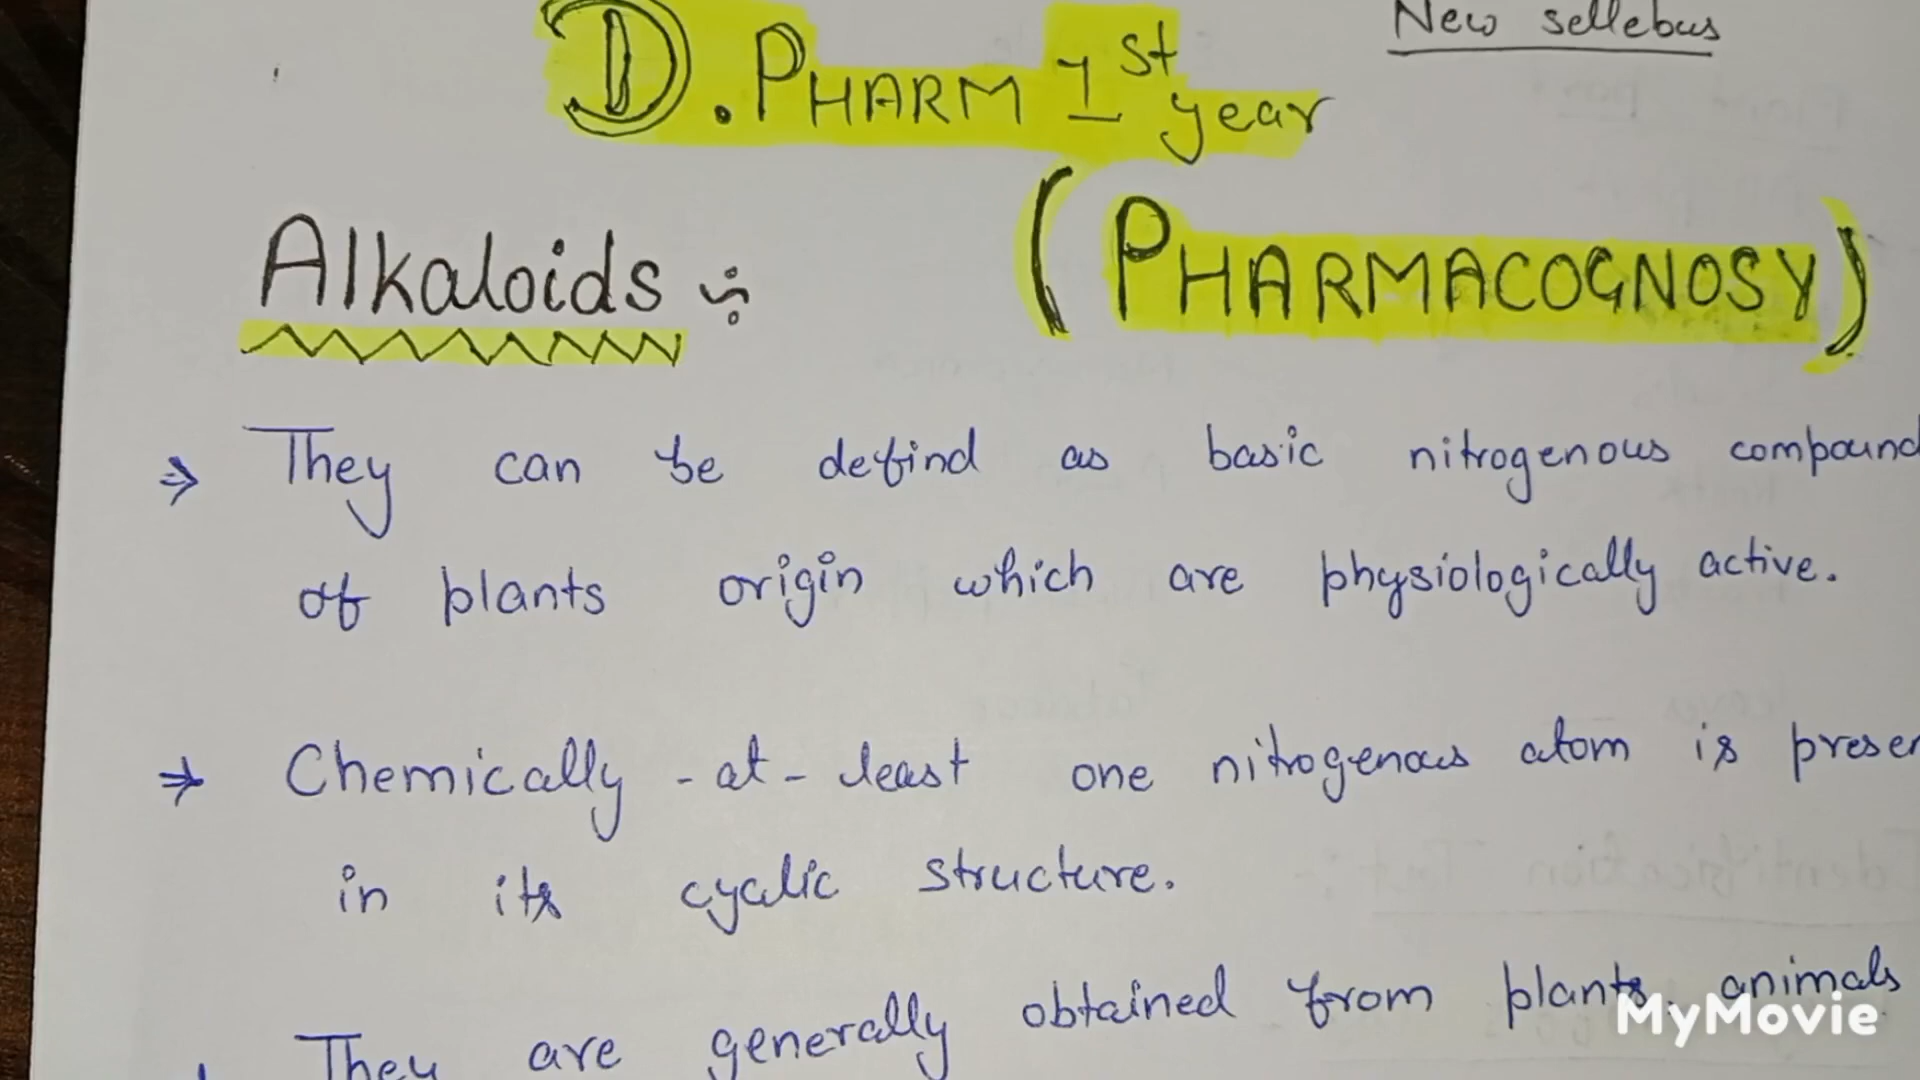 New sellebus
D. PHARM 1st year
(PHARMACOGNOSY)
Alkaloids :~
⇒ They can be defind as basic nitrogenous compound
of plants origin which are physiologically active.
⇒ Chemically -at- least one nitrogenous atom is presen
in its cyclic structure.
They are generally obtained from plants, animals
MyMovie